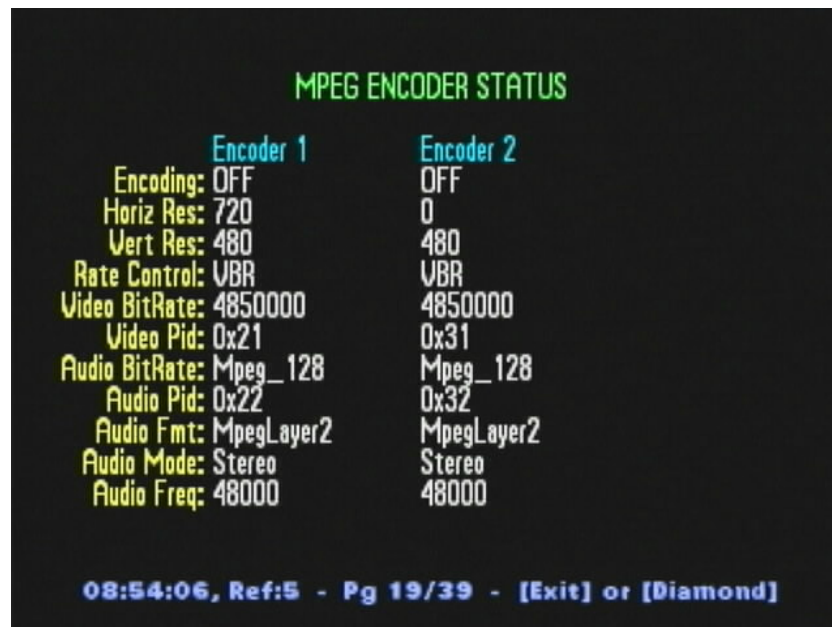 MPEG ENCODER STATUS
Encoder 1 Encoder 2
Encoding: OFF OFF
Horiz Res: 720 0
Vert Res: 480 480
Rate Control: VBR VBR
Video BitRate: 4850000 4850000
Video Pid: 0x21 0x31
Audio BitRate: Mpeg_128 Mpeg_128
Audio Pid: 0x22 0x32
Audio Fmt: MpegLayer2 MpegLayer2
Audio Mode: Stereo Stereo
Audio Freq: 48000 48000
08:54:06, Ref:5 - Pg 19/39 - [Exit] or [Diamond]